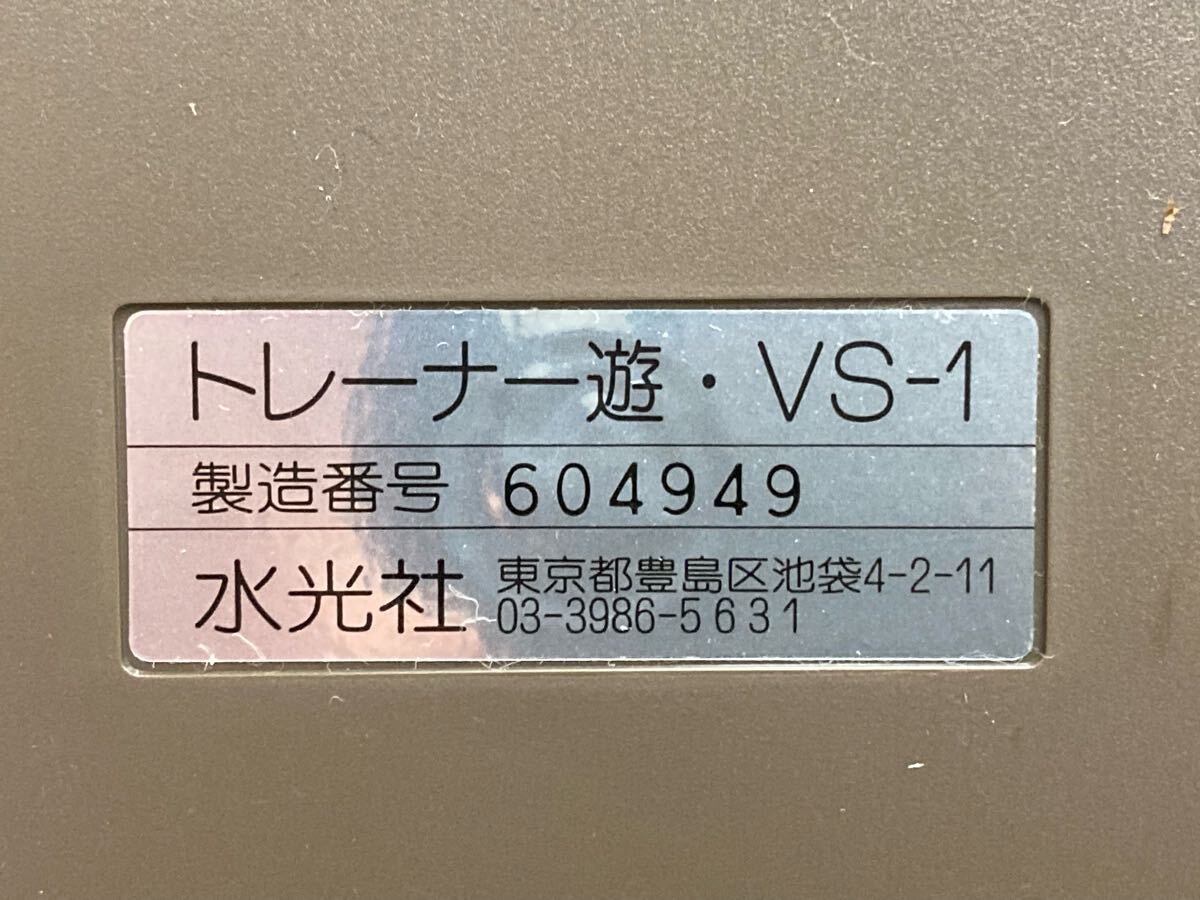 トレーナー遊・VS-1
製造番号 604949
水光社 東京都豊島区池袋4-2-11
03-3986-5631